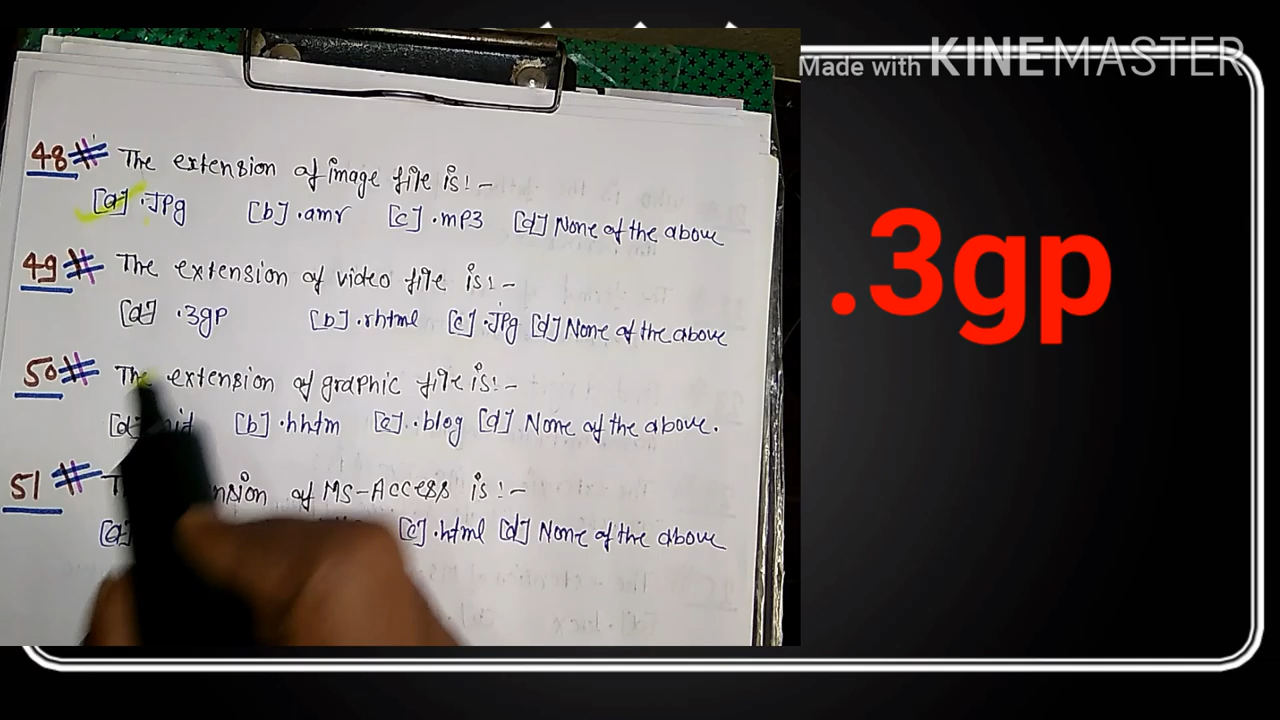 Made with KINEMASTER
48# The extension of image file is:-
[a] .JPg [b] .amr [c] .mp3 [d] None of the above
49# The extension of video file is:-
[a] .3gp [b] .rhtml [c] .JPg [d] None of the above
.3gp
50# The extension of graphic file is:-
[a] [b] .hhtm [c] .blog [d] None of the above.
51# of MS-Access is:-
[a] [c] .html [d] None of the above